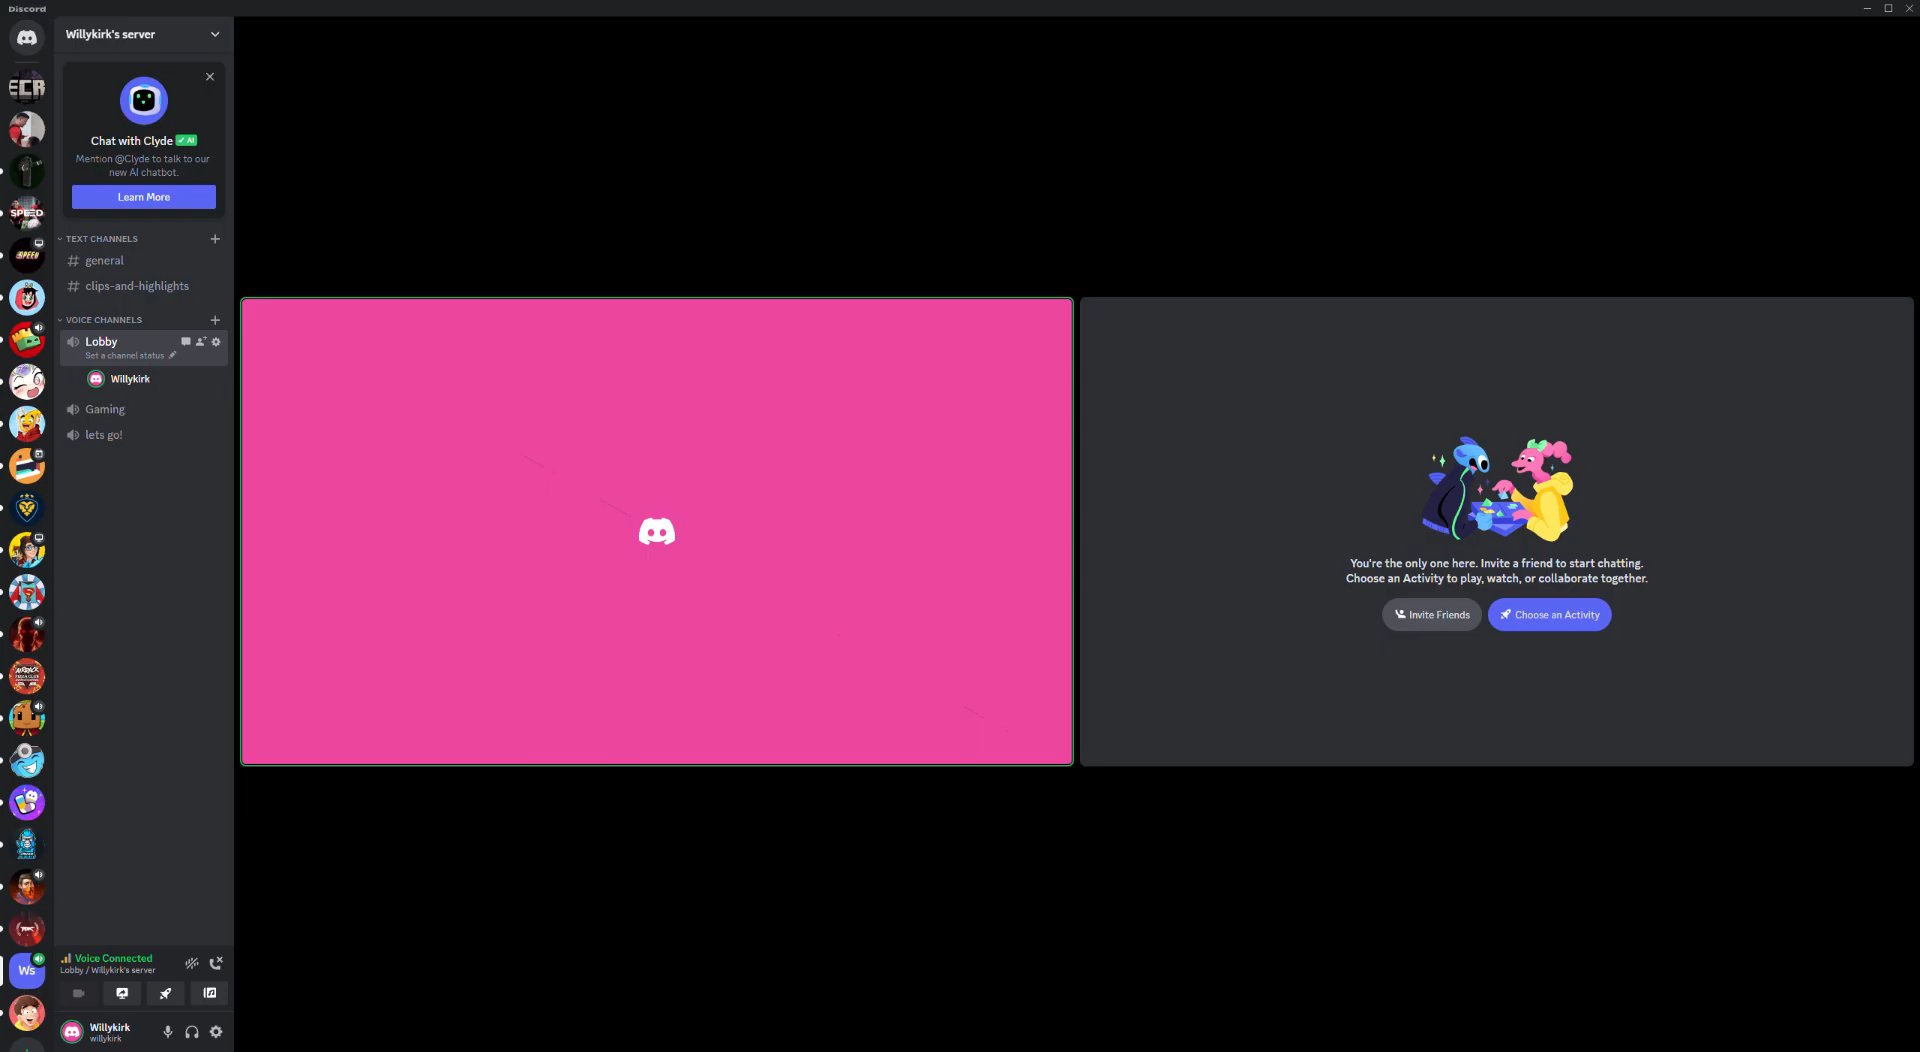 Discord
Willykirk's server
Chat with Clyde ✓ AI
Mention @Clyde to talk to our
new AI chatbot.
Learn More
TEXT CHANNELS
general
clips-and-highlights
VOICE CHANNELS
Lobby
Set a channel status
Willykirk
Gaming
lets go!
You're the only one here. Invite a friend to start chatting.
Choose an Activity to play, watch, or collaborate together.
Invite Friends
Choose an Activity
ECR
SPEED
Voice Connected
Lobby / Willykirk's server
Ws
Willykirk
willykirk